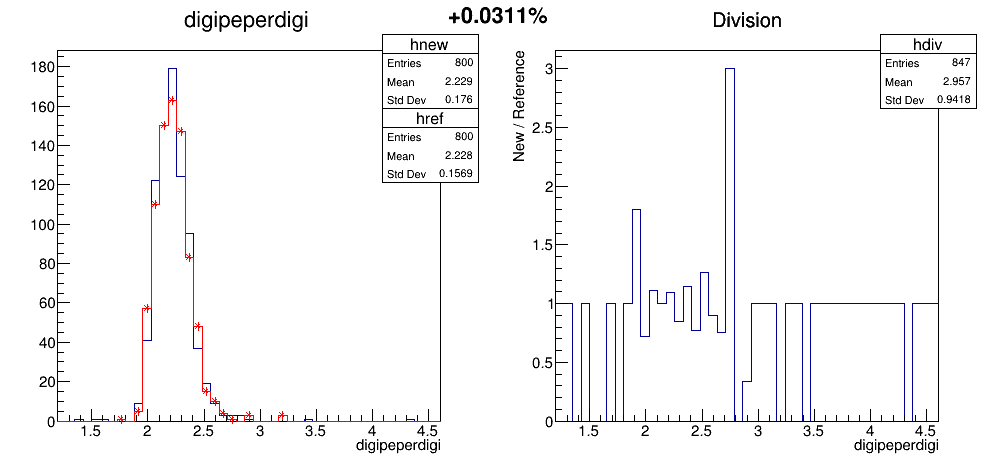 digipeperdigi
+0.0311%
Division
hnew
Entries 800
Mean 2.229
Std Dev 0.176
href
Entries 800
Mean 2.228
Std Dev 0.1569
180
160
140
120
100
80
60
40
20
0
1.5 2 2.5 3 3.5 4 4.5
digipeperdigi
hdiv
Entries 847
Mean 2.957
Std Dev 0.9418
New / Reference
3
2.5
2
1.5
1
0.5
0
1.5 2 2.5 3 3.5 4 4.5
digipeperdigi